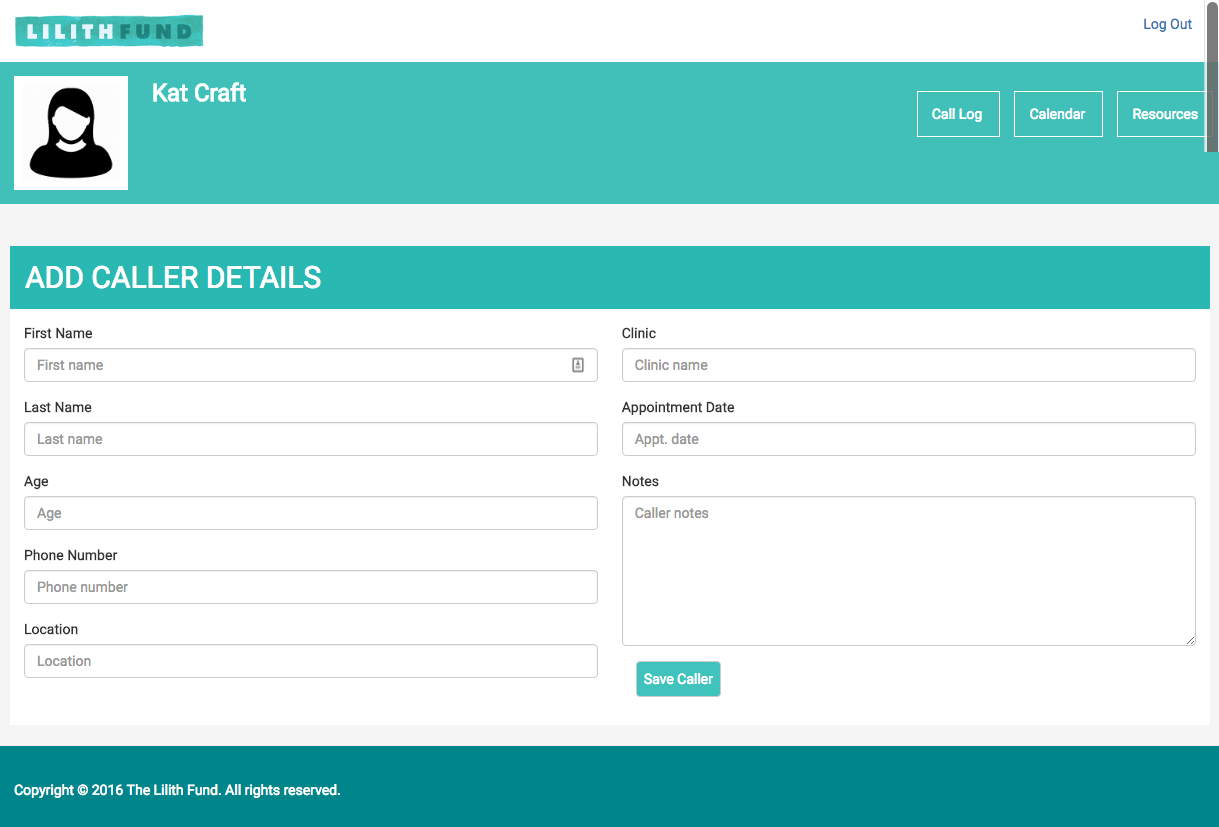 LILITH FUND
Log Out
Kat Craft
Call Log
Calendar
Resources
ADD CALLER DETAILS
First Name
First name
Last Name
Last name
Age
Age
Phone Number
Phone number
Location
Location
Clinic
Clinic name
Appointment Date
Appt. date
Notes
Caller notes
Save Caller
Copyright © 2016 The Lilith Fund. All rights reserved.